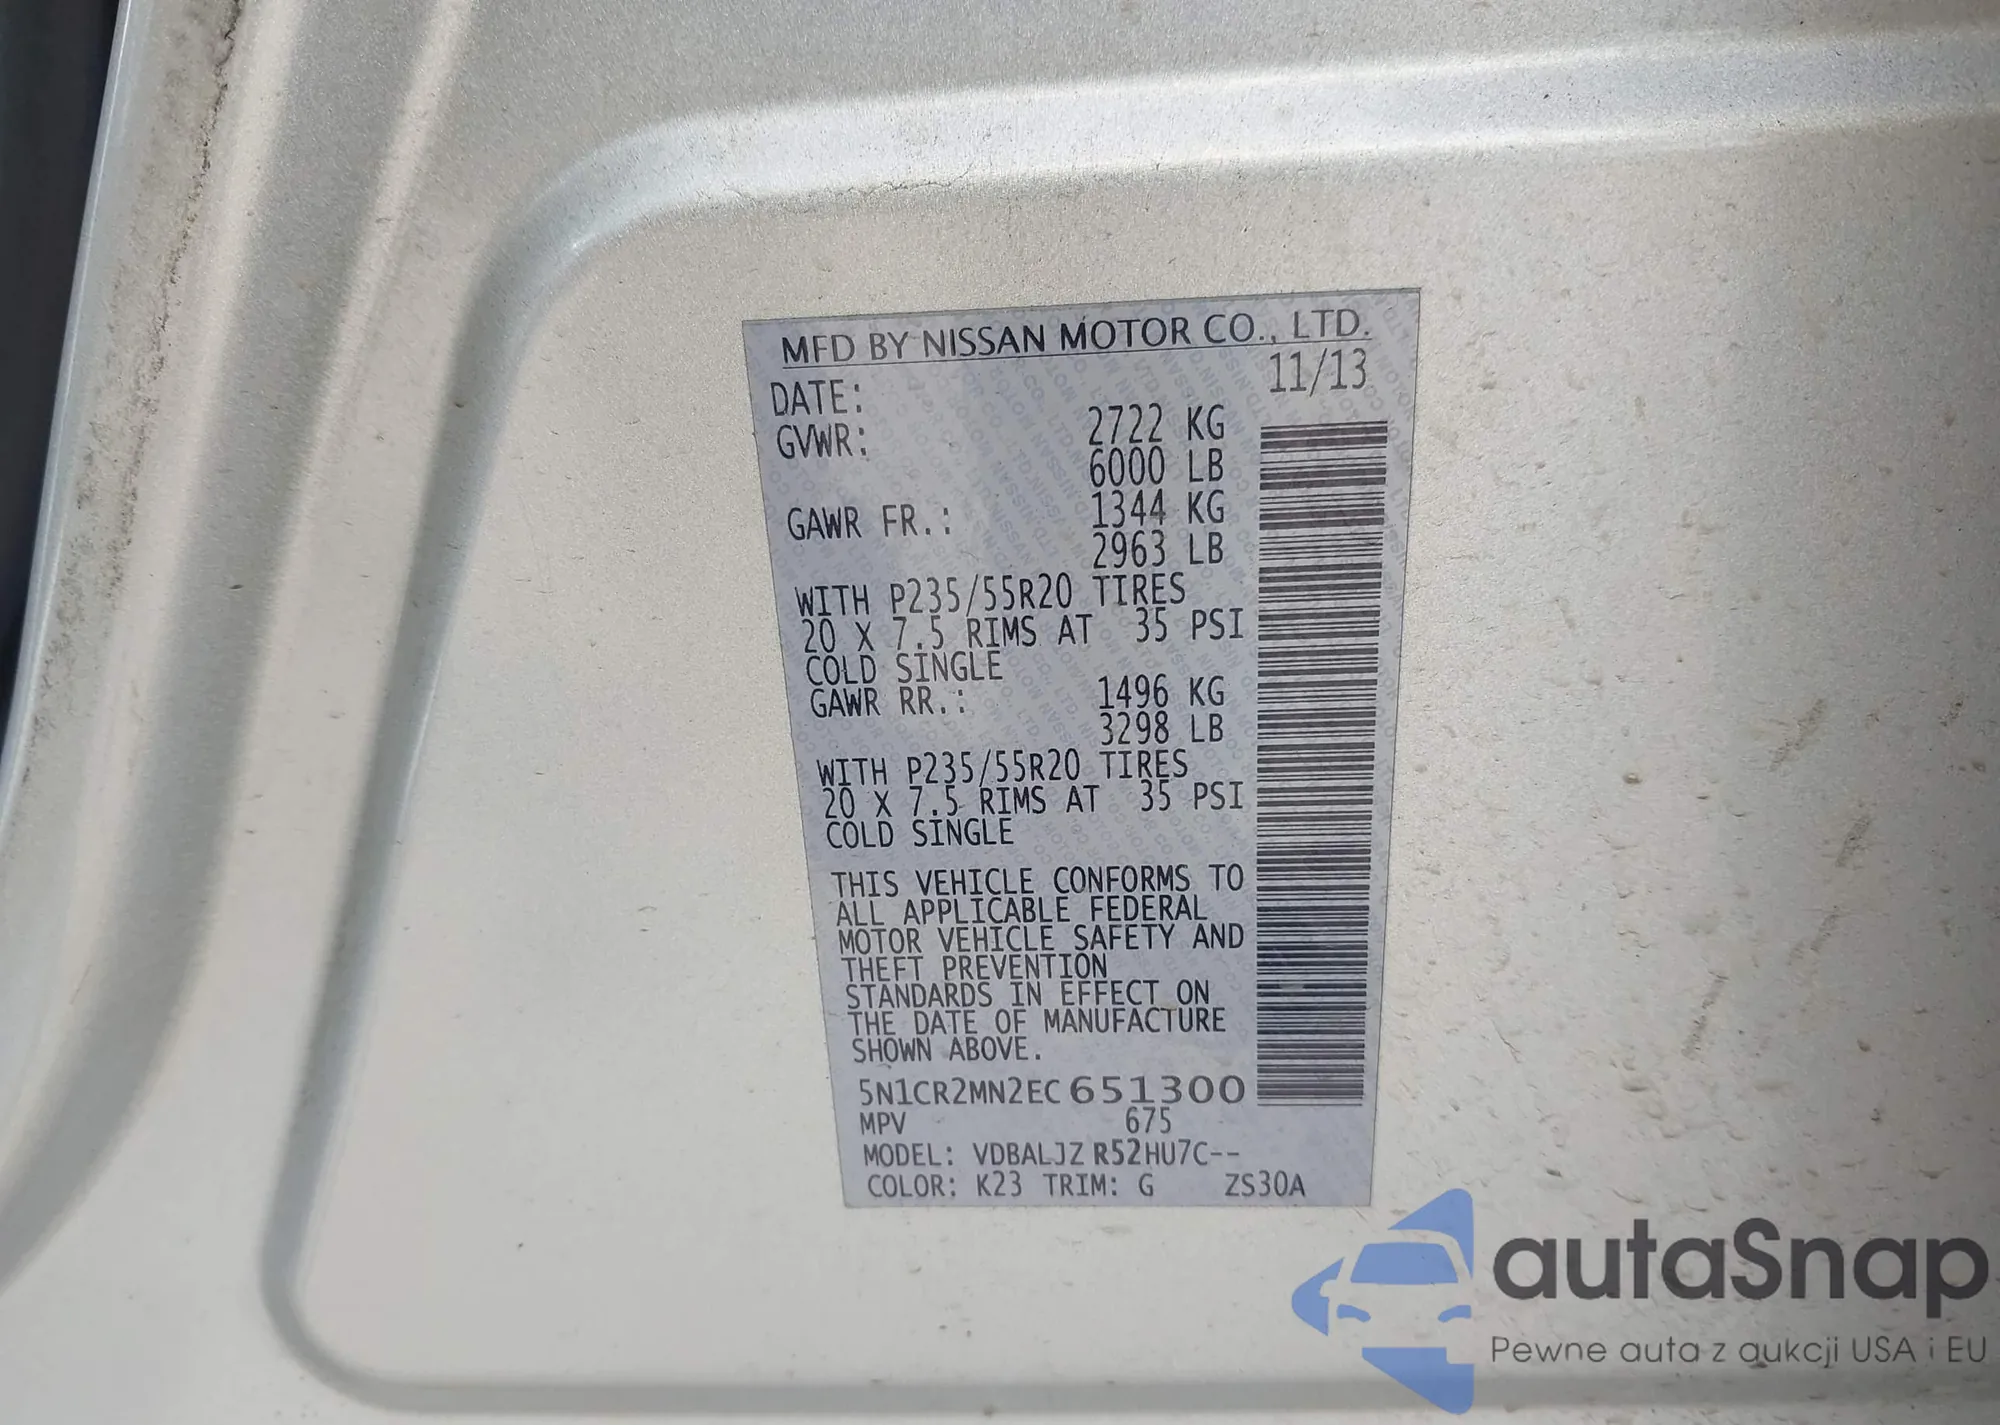 MFD BY NISSAN MOTOR CO., LTD.
DATE: 11/13
GVWR: 2722 KG
6000 LB
GAWR FR.: 1344 KG
2963 LB
WITH P235/55R20 TIRES
20 X 7.5 RIMS AT 35 PSI
COLD SINGLE
GAWR RR.: 1496 KG
3298 LB
WITH P235/55R20 TIRES
20 X 7.5 RIMS AT 35 PSI
COLD SINGLE
THIS VEHICLE CONFORMS TO
ALL APPLICABLE FEDERAL
MOTOR VEHICLE SAFETY AND
THEFT PREVENTION
STANDARDS IN EFFECT ON
THE DATE OF MANUFACTURE
SHOWN ABOVE.
5N1CR2MN2EC651300
MPV 675
MODEL: VDBALJZ R52HU7C--
COLOR: K23 TRIM: G ZS30A
autaSnap
Pewne auta z aukcji USA i EU